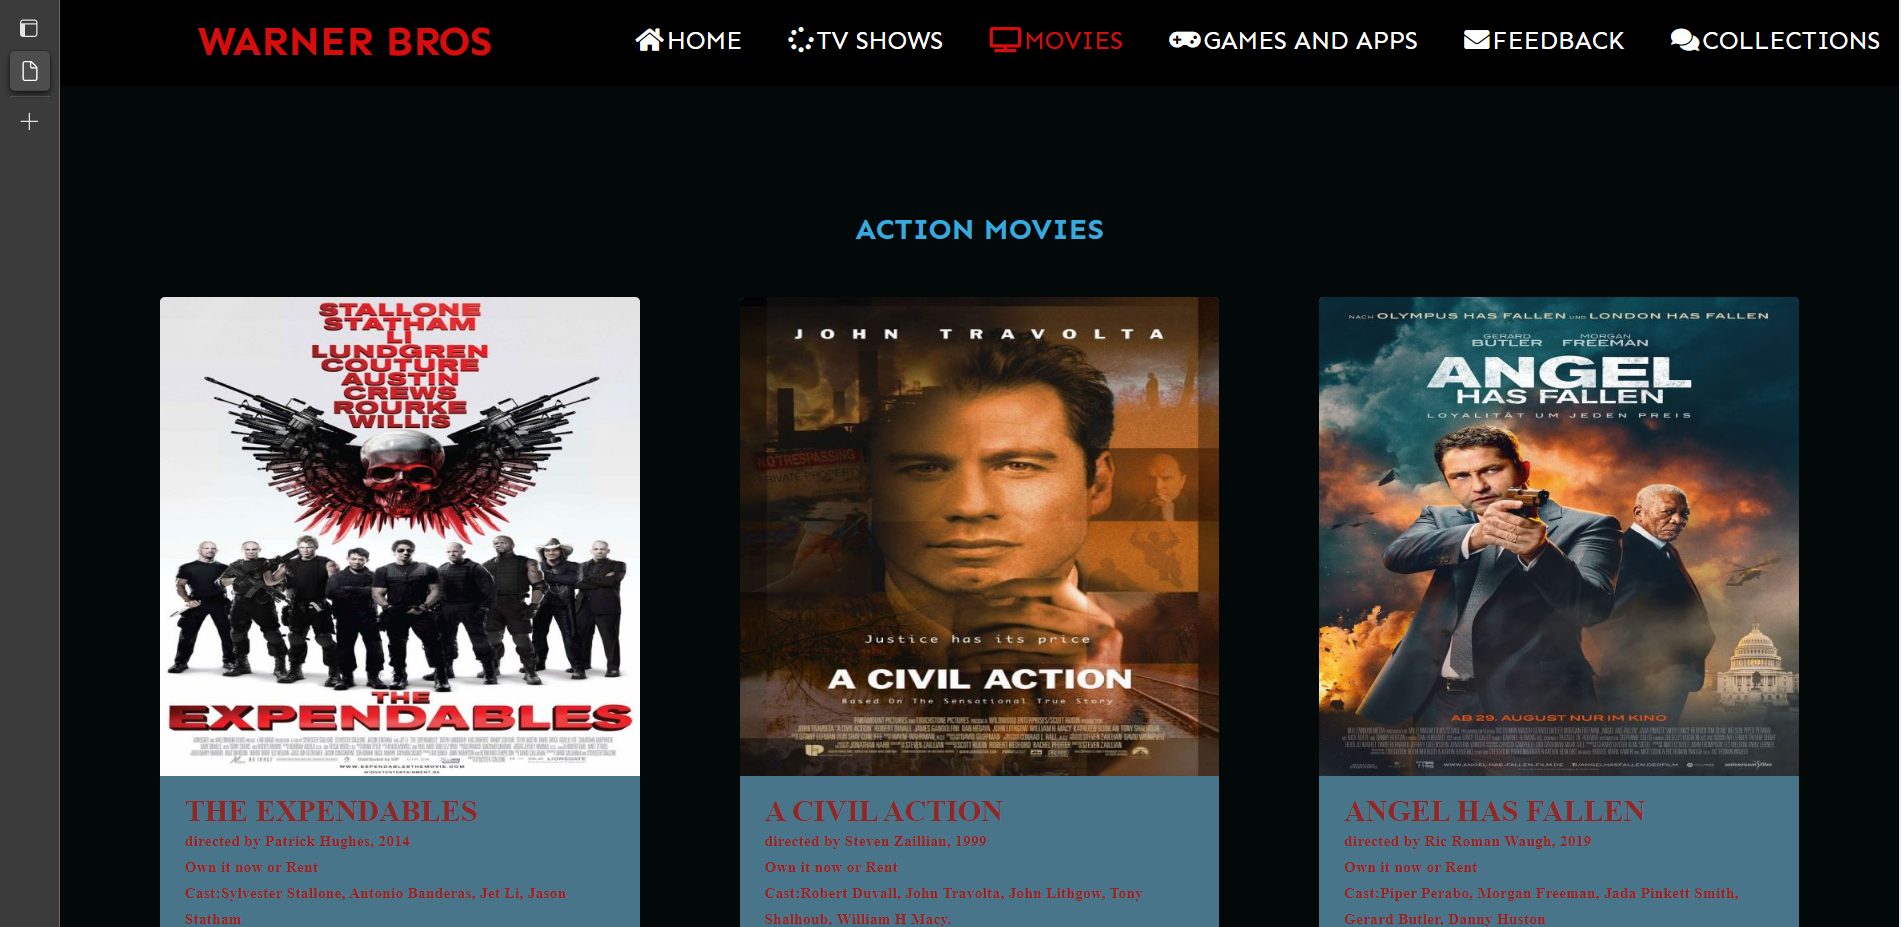 WARNER BROS
HOME
TV SHOWS
MOVIES
GAMES AND APPS
FEEDBACK
COLLECTIONS
ACTION MOVIES
STALLONE
STATHAM
LI
LUNDGREN
COUTURE
AUSTIN
CREWS
ROURKE
WILLIS
THE
EXPENDABLES
WWW.EXPENDABLESTHEMOVIE.COM
THE EXPENDABLES
directed by Patrick Hughes, 2014
Own it now or Rent
Cast:Sylvester Stallone, Antonio Banderas, Jet Li, Jason
Statham
JOHN TRAVOLTA
NO TRESPASSING
PRIVATE PROPERTY
Justice has its price
A CIVIL ACTION
Based On The Sensational True Story
A CIVIL ACTION
directed by Steven Zaillian, 1999
Own it now or Rent
Cast:Robert Duvall, John Travolta, John Lithgow, Tony
Shalhoub, William H Macy.
NACH OLYMPUS HAS FALLEN UND LONDON HAS FALLEN
GERARD MORGAN
BUTLER FREEMAN
ANGEL
HAS FALLEN
LOYALITÄT UM JEDEN PREIS
AB 29. AUGUST NUR IM KINO
ANGEL HAS FALLEN
directed by Ric Roman Waugh, 2019
Own it now or Rent
Cast:Piper Perabo, Morgan Freeman, Jada Pinkett Smith,
Gerard Butler, Danny Huston